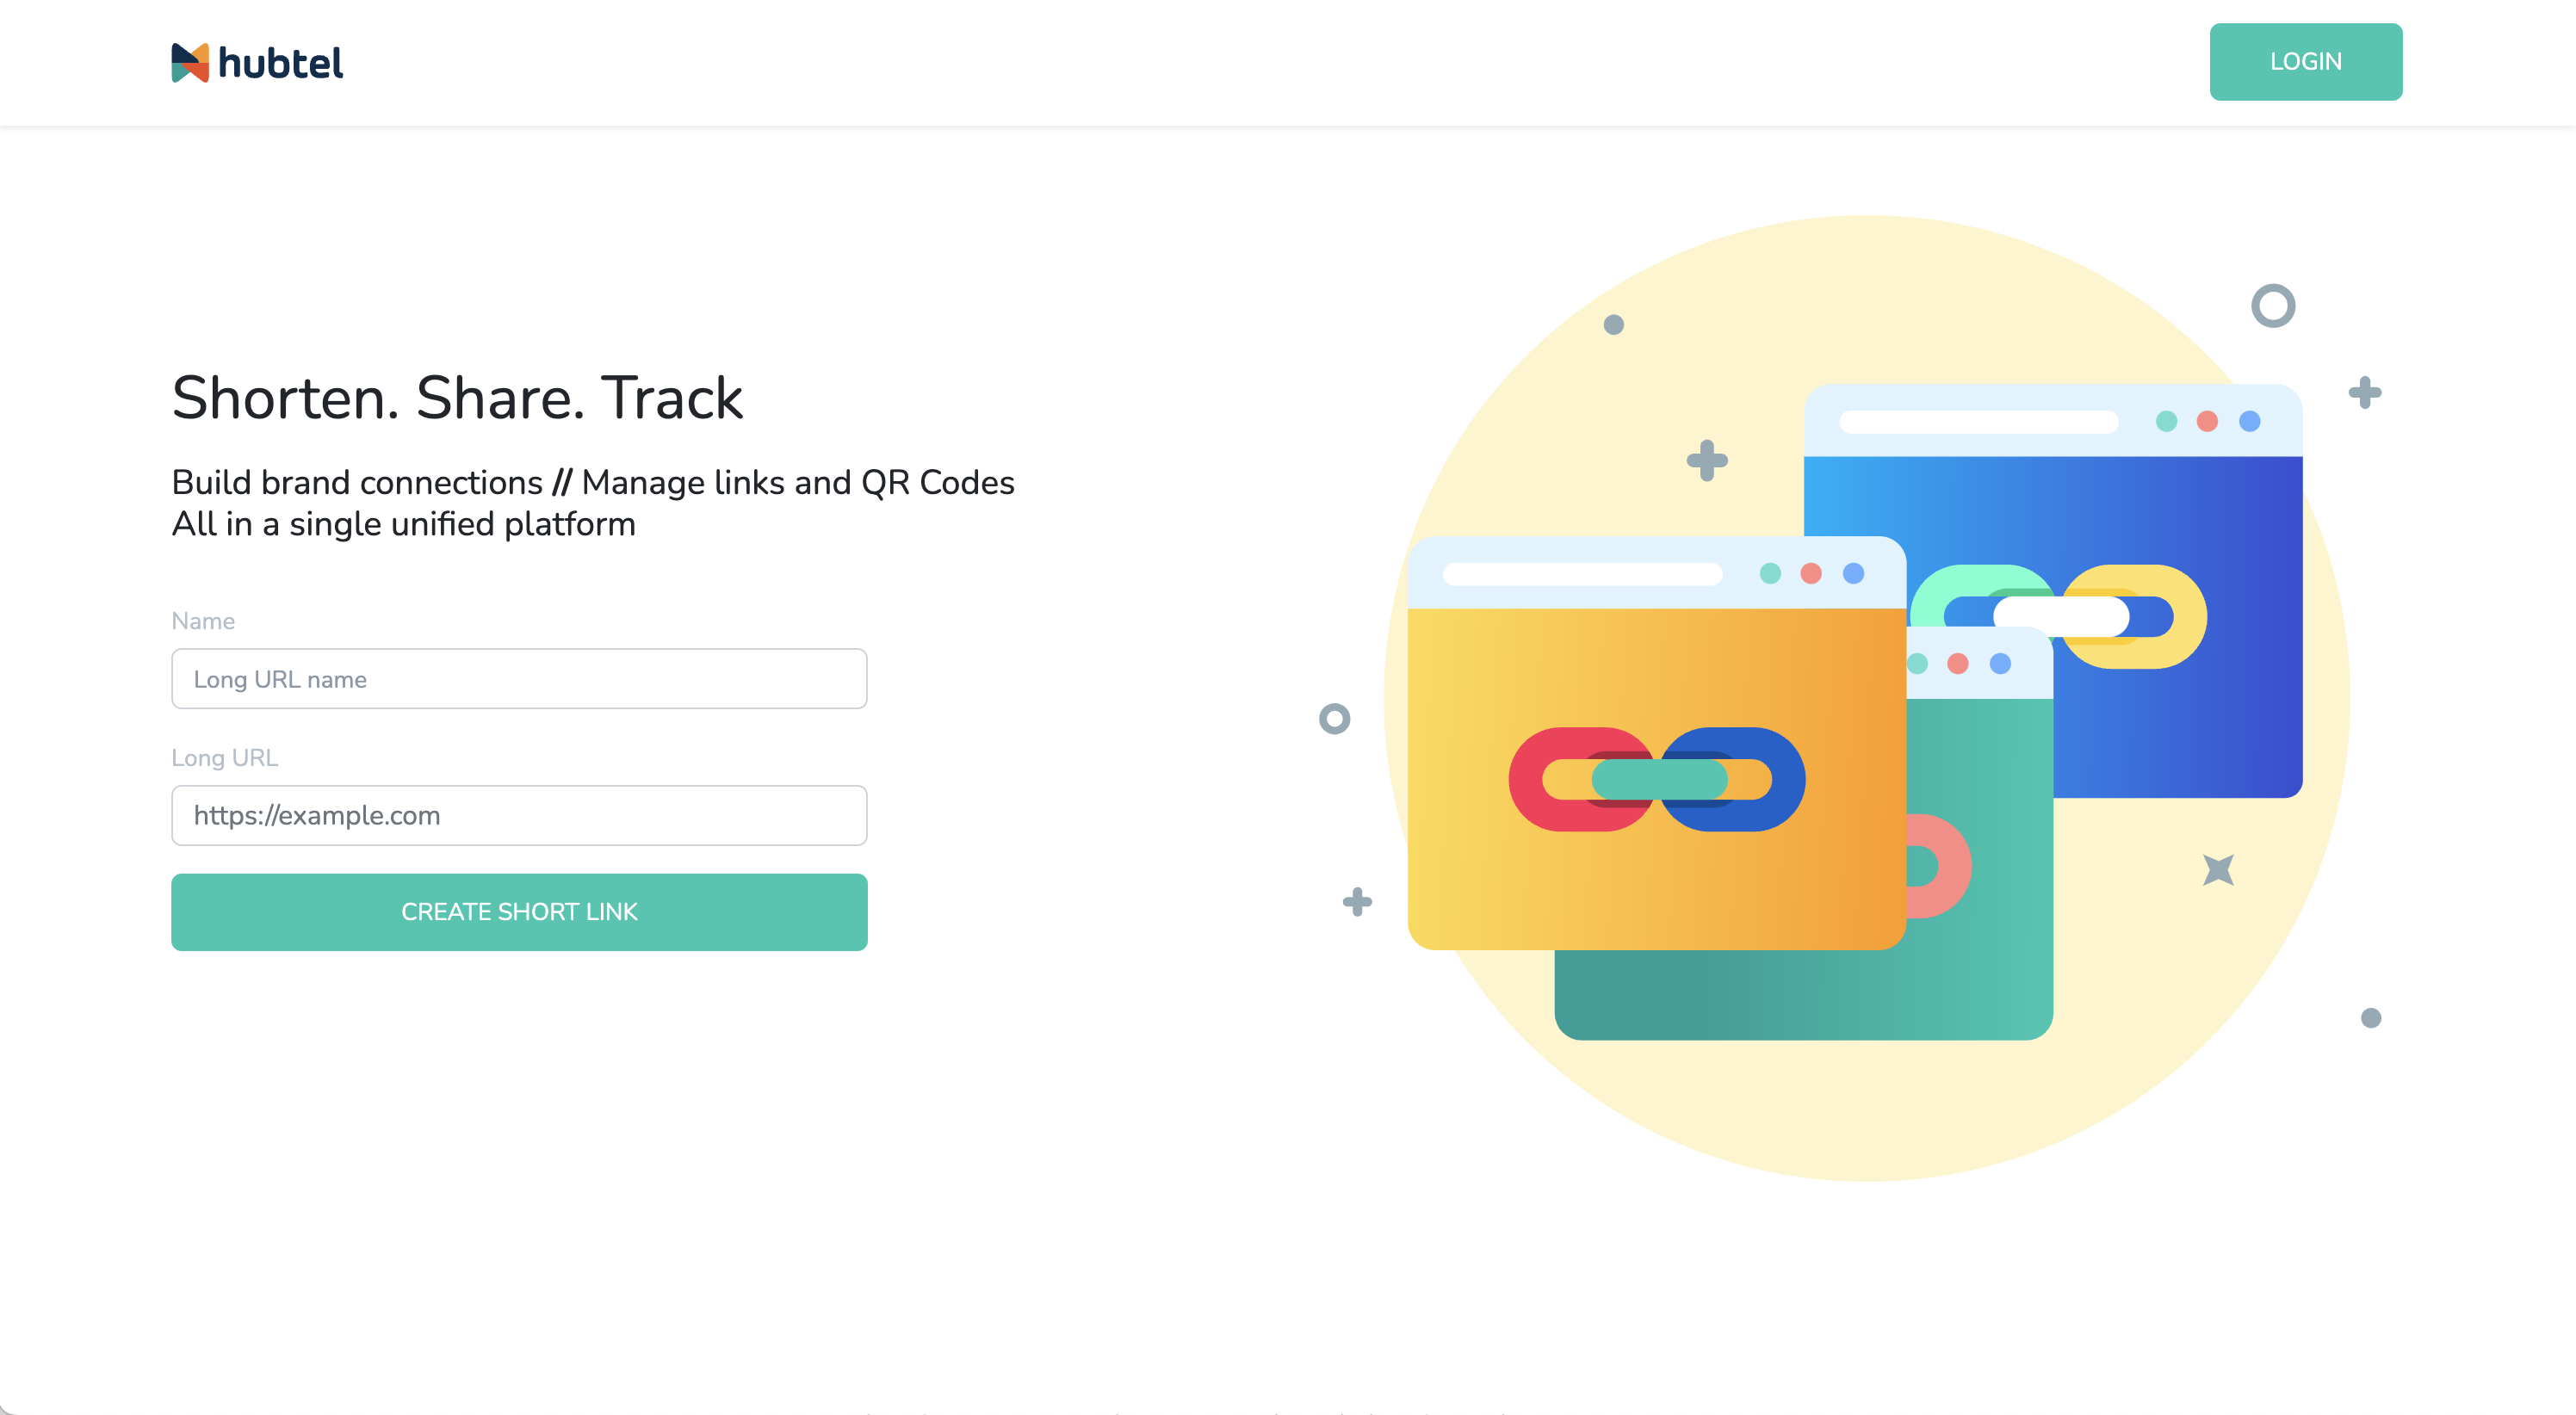 hubtel
LOGIN
Shorten. Share. Track
Build brand connections // Manage links and QR Codes
All in a single unified platform
Name
Long URL name
Long URL
https://example.com
CREATE SHORT LINK